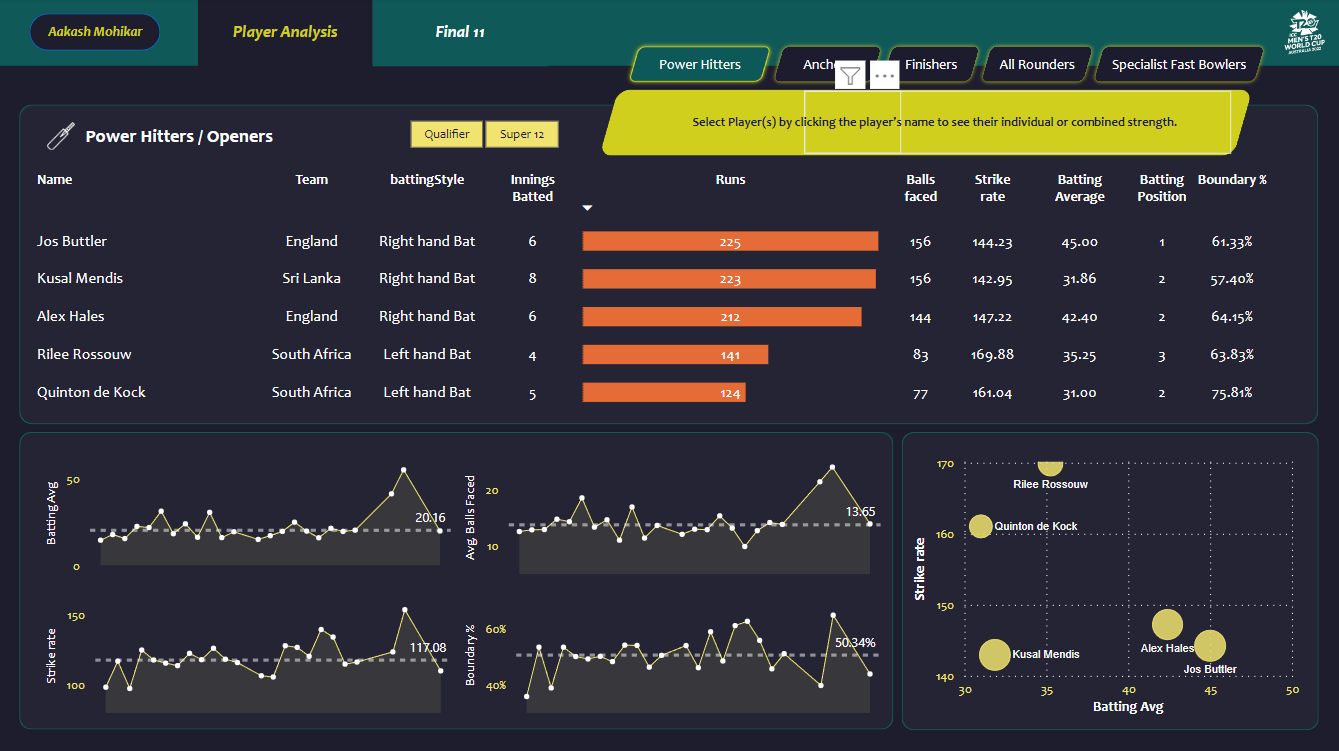 Aakash Mohikar
Player Analysis
Final 11
ICC
MEN'S T20
WORLD CUP
AUSTRALIA 2022
Power Hitters
Finishers
All Rounders
Specialist Fast Bowlers
Select Player(s) by clicking the player's name to see their individual or combined strength.
Power Hitters / Openers
Qualifier
Super 12
Name Team battingStyle Innings Batted Runs Balls faced Strike rate Batting Average Batting Position Boundary %
Jos Buttler England Right hand Bat 6 225 156 144.23 45.00 1 61.33%
Kusal Mendis Sri Lanka Right hand Bat 8 223 156 142.95 31.86 2 57.40%
Alex Hales England Right hand Bat 6 212 144 147.22 42.40 2 64.15%
Rilee Rossouw South Africa Left hand Bat 4 141 83 169.88 35.25 3 63.83%
Quinton de Kock South Africa Left hand Bat 5 124 77 161.04 31.00 2 75.81%
Batting Avg
50
0
20.16
Avg. Balls Faced
20
10
13.65
Strike rate
150
100
117.08
Boundary %
60%
40%
50.34%
Strike rate
170
160
150
140
Rilee Rossouw
Quinton de Kock
Kusal Mendis
Alex Hales
Jos Buttler
30 35 40 45 50
Batting Avg